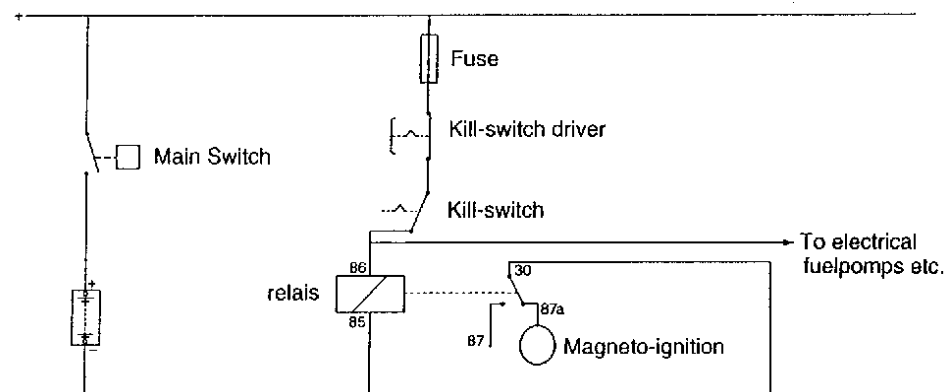 +
Fuse
Kill-switch driver
Main Switch
Kill-switch
To electrical
fuelpomps etc.
86
30
+
relais
85
87a
87
Magneto-ignition
-